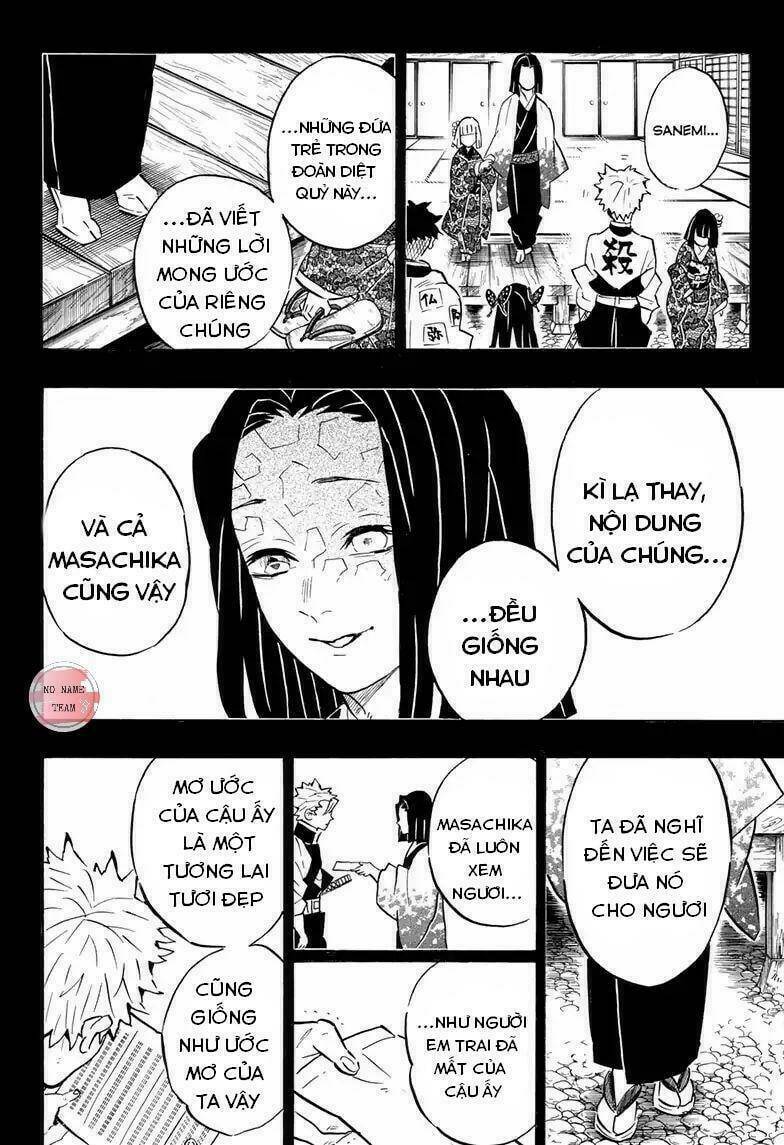 SANEMI...
...NHỮNG ĐỨA
TRẺ TRONG
ĐOÀN DIỆT
QUỶ NÀY...
...ĐÃ VIẾT
NHỮNG LỜI
MONG ƯỚC
CỦA RIÊNG
CHÚNG
殺
KÌ LẠ THAY,
NỘI DUNG
CỦA CHÚNG...
...ĐỀU
GIỐNG
NHAU
VÀ CẢ
MASACHIKA
CŨNG VẬY
NO NAME
TEAM
TA ĐÃ NGHĨ
ĐẾN VIỆC SẼ
ĐƯA NÓ
CHO NGƯƠI
MASACHIKA
ĐÃ LUÔN
XEM
NGƯƠI...
...NHƯ NGƯỜI
EM TRAI ĐÃ
MẤT CỦA
CẬU ẤY
MƠ ƯỚC
CỦA CẬU ẤY
LÀ MỘT
TƯƠNG LAI
TƯƠI ĐẸP
CŨNG
GIỐNG
NHƯ ƯỚC
MƠ CỦA
TA VẬY